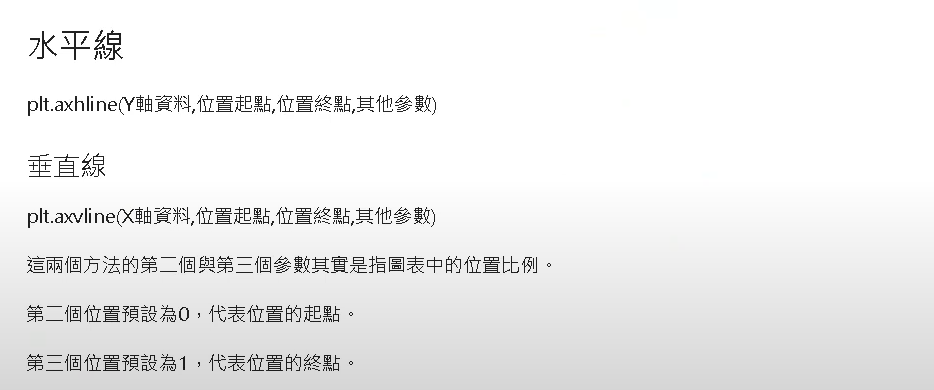 水平線
plt.axhline(Y軸資料,位置起點,位置終點,其他參數)
垂直線
plt.axvline(X軸資料,位置起點,位置終點,其他參數)
這兩個方法的第二個與第三個參數其實是指圖表中的位置比例。
第二個位置預設為0，代表位置的起點。
第三個位置預設為1，代表位置的終點。